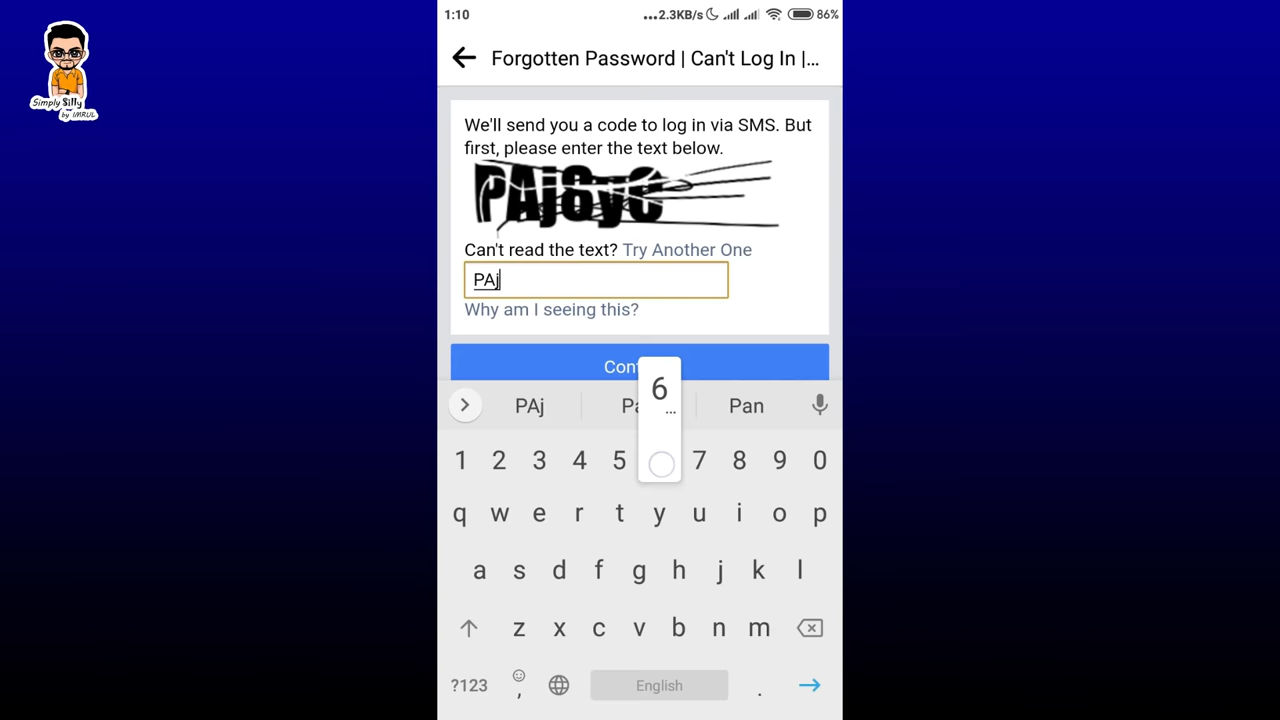 Simply Silly
by IMRUL
1:10
...2.3KB/s
86%
Forgotten Password | Can't Log In |...
We'll send you a code to log in via SMS. But
first, please enter the text below.
Can't read the text? Try Another One
PAj
Why am I seeing this?
6
...
PAj
Pan
1 2 3 4 5 7 8 9 0
q w e r t y u i o p
a s d f g h j k l
z x c v b n m
?123 , English .